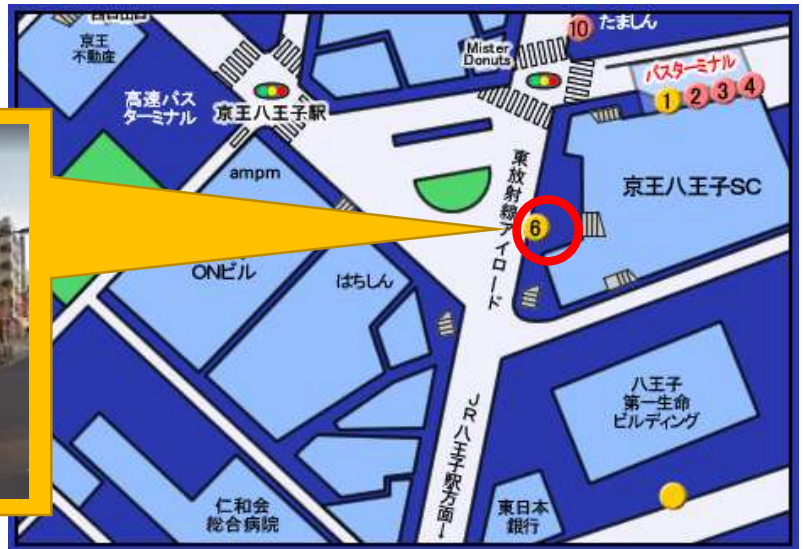 西口出口
京王
不動産
Mister
Donuts
10
たましん
バスターミナル
1 2 3 4
高速バス
ターミナル
京王八王子駅
ampm
東放射線アイロード
京王八王子SC
6
ONビル
はちしん
八王子
第一生命
ビルディング
JR八王子駅方面→
仁和会
総合病院
東日本
銀行